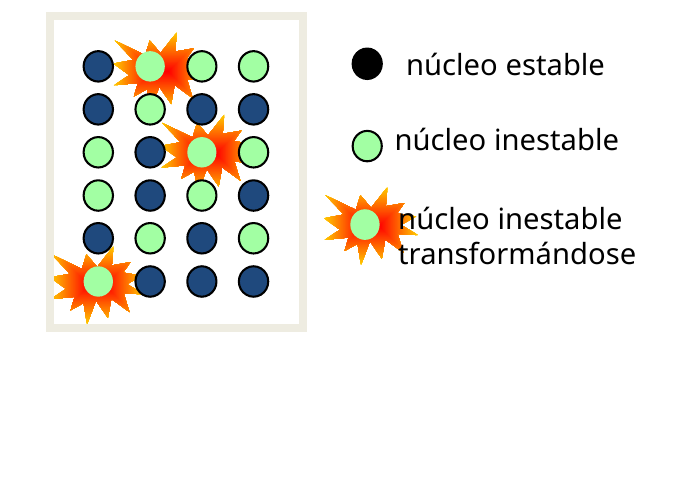 núcleo estable
núcleo inestable
núcleo inestable
transformándose